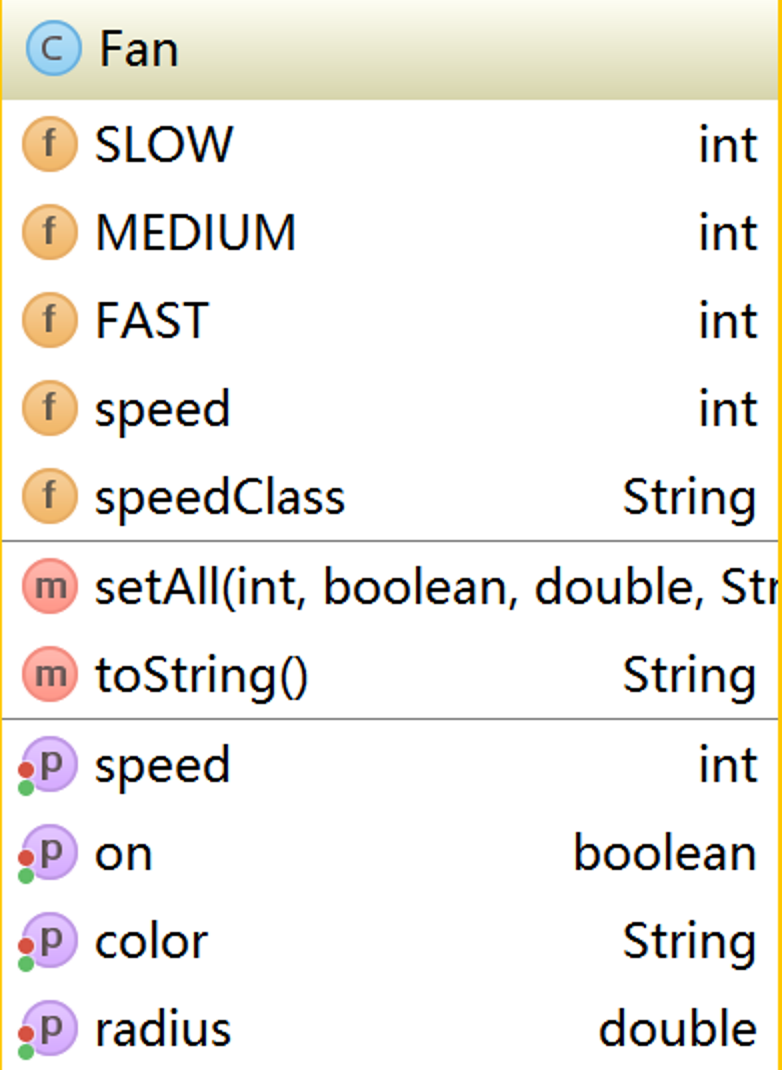 C Fan
f SLOW int
f MEDIUM int
f FAST int
f speed int
f speedClass String
m setAll(int, boolean, double, Str
m toString() String
p speed int
p on boolean
p color String
p radius double